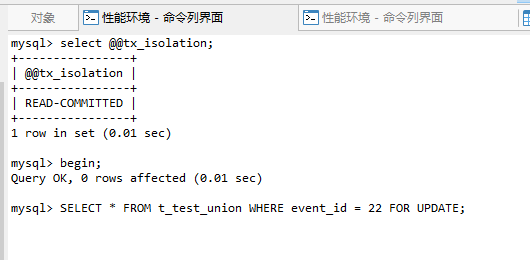 对象 性能环境 - 命令列界面 性能环境 - 命令列界面
mysql> select @@tx_isolation;
+----------------+
| @@tx_isolation |
+----------------+
| READ-COMMITTED |
+----------------+
1 row in set (0.01 sec)
mysql> begin;
Query OK, 0 rows affected (0.01 sec)
mysql> SELECT * FROM t_test_union WHERE event_id = 22 FOR UPDATE;